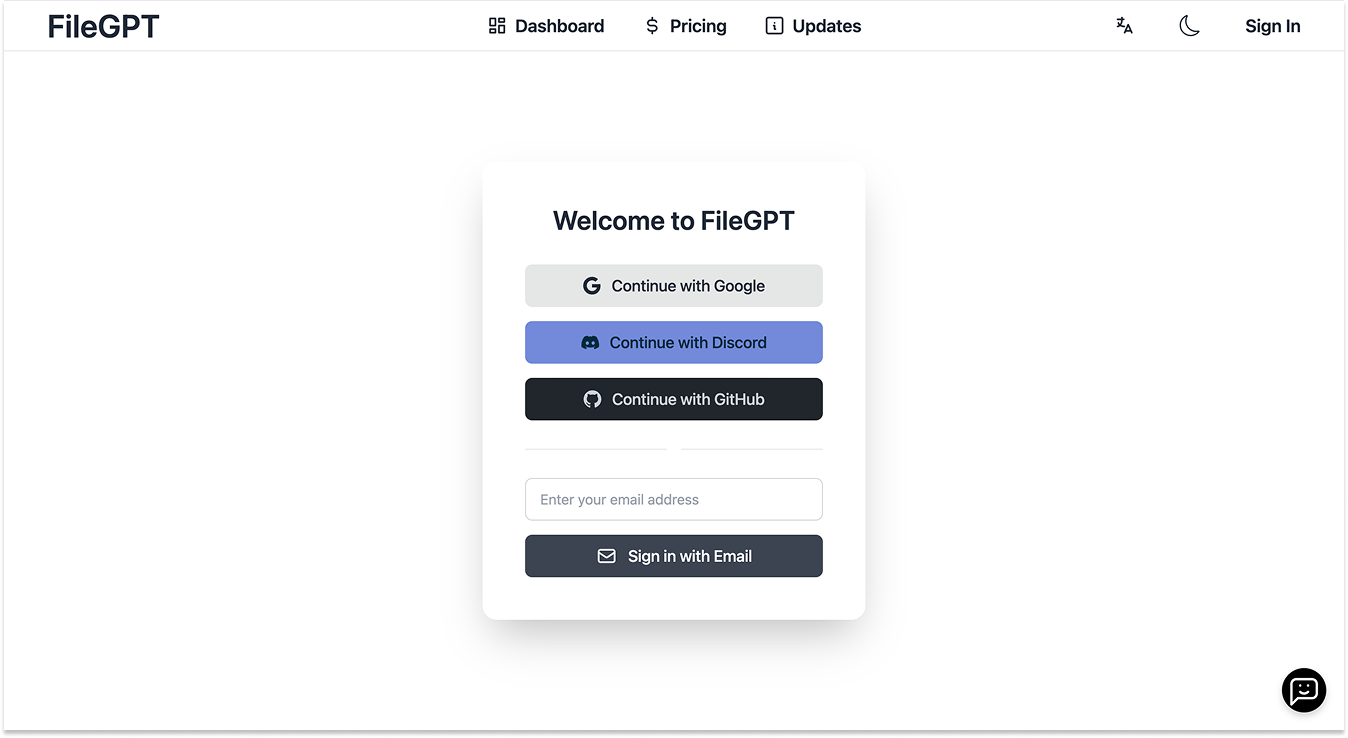 FileGPT
Dashboard
Pricing
Updates
Sign In
Welcome to FileGPT
Continue with Google
Continue with Discord
Continue with GitHub
Enter your email address
Sign in with Email